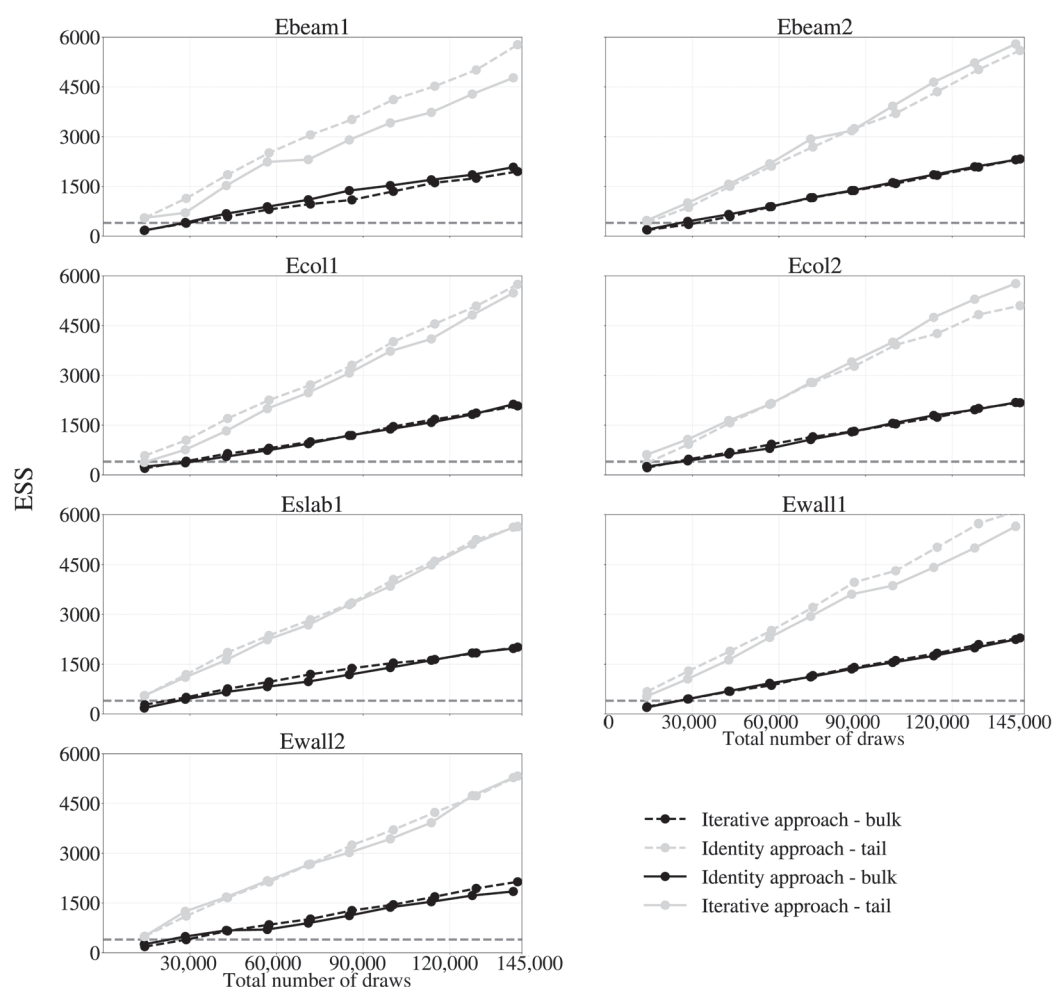 Ebeam1
Ebeam2
6000
4500
3000
1500
0
Ecol1
Ecol2
6000
4500
3000
1500
0
ESS
Eslab1
Ewall1
6000
4500
3000
1500
0
0 30,000 60,000 90,000 120,000 145,000
Total number of draws
Ewall2
6000
4500
3000
1500
0
30,000 60,000 90,000 120,000 145,000
Total number of draws
Iterative approach - bulk
Identity approach - tail
Identity approach - bulk
Iterative approach - tail